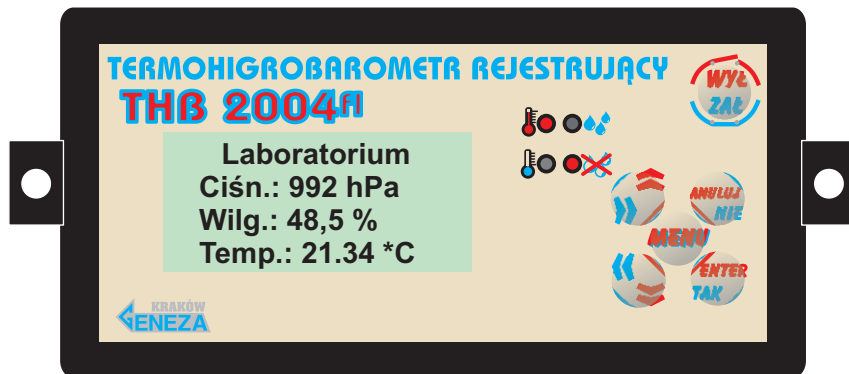 TERMOHIGROBAROMETR REJESTRUJĄCY
THB 2004FI
WYŁ
ZAŁ
Laboratorium
Ciśn.: 992 hPa
Wilg.: 48,5 %
Temp.: 21.34 *C
ANULUJ
NIE
MENU
ENTER
TAK
KRAKÓW
GENEZA